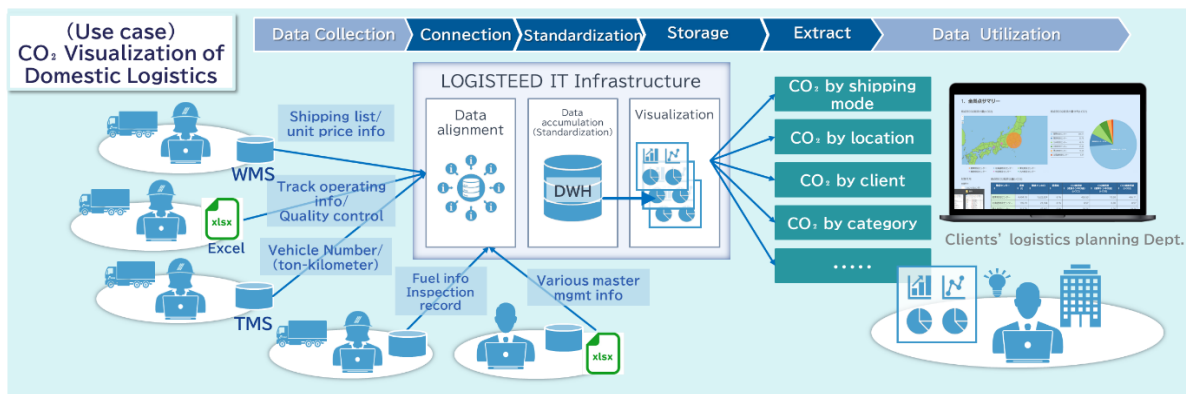 (Use case)
CO₂ Visualization of
Domestic Logistics
Data Collection
Connection
Standardization
Storage
Extract
Data Utilization
LOGISTEED IT Infrastructure
Data
alignment
Data
accumulation
(Standardization)
DWH
Visualization
Shipping list/
unit price info
WMS
Track operating
info/
Quality control
xlsx
Excel
Vehicle Number/
(ton-kilometer)
TMS
Fuel info
Inspection
record
Various master
mgmt info
xlsx
CO₂ by shipping
mode
CO₂ by location
CO₂ by client
CO₂ by category
•••••
Clients' logistics planning Dept.